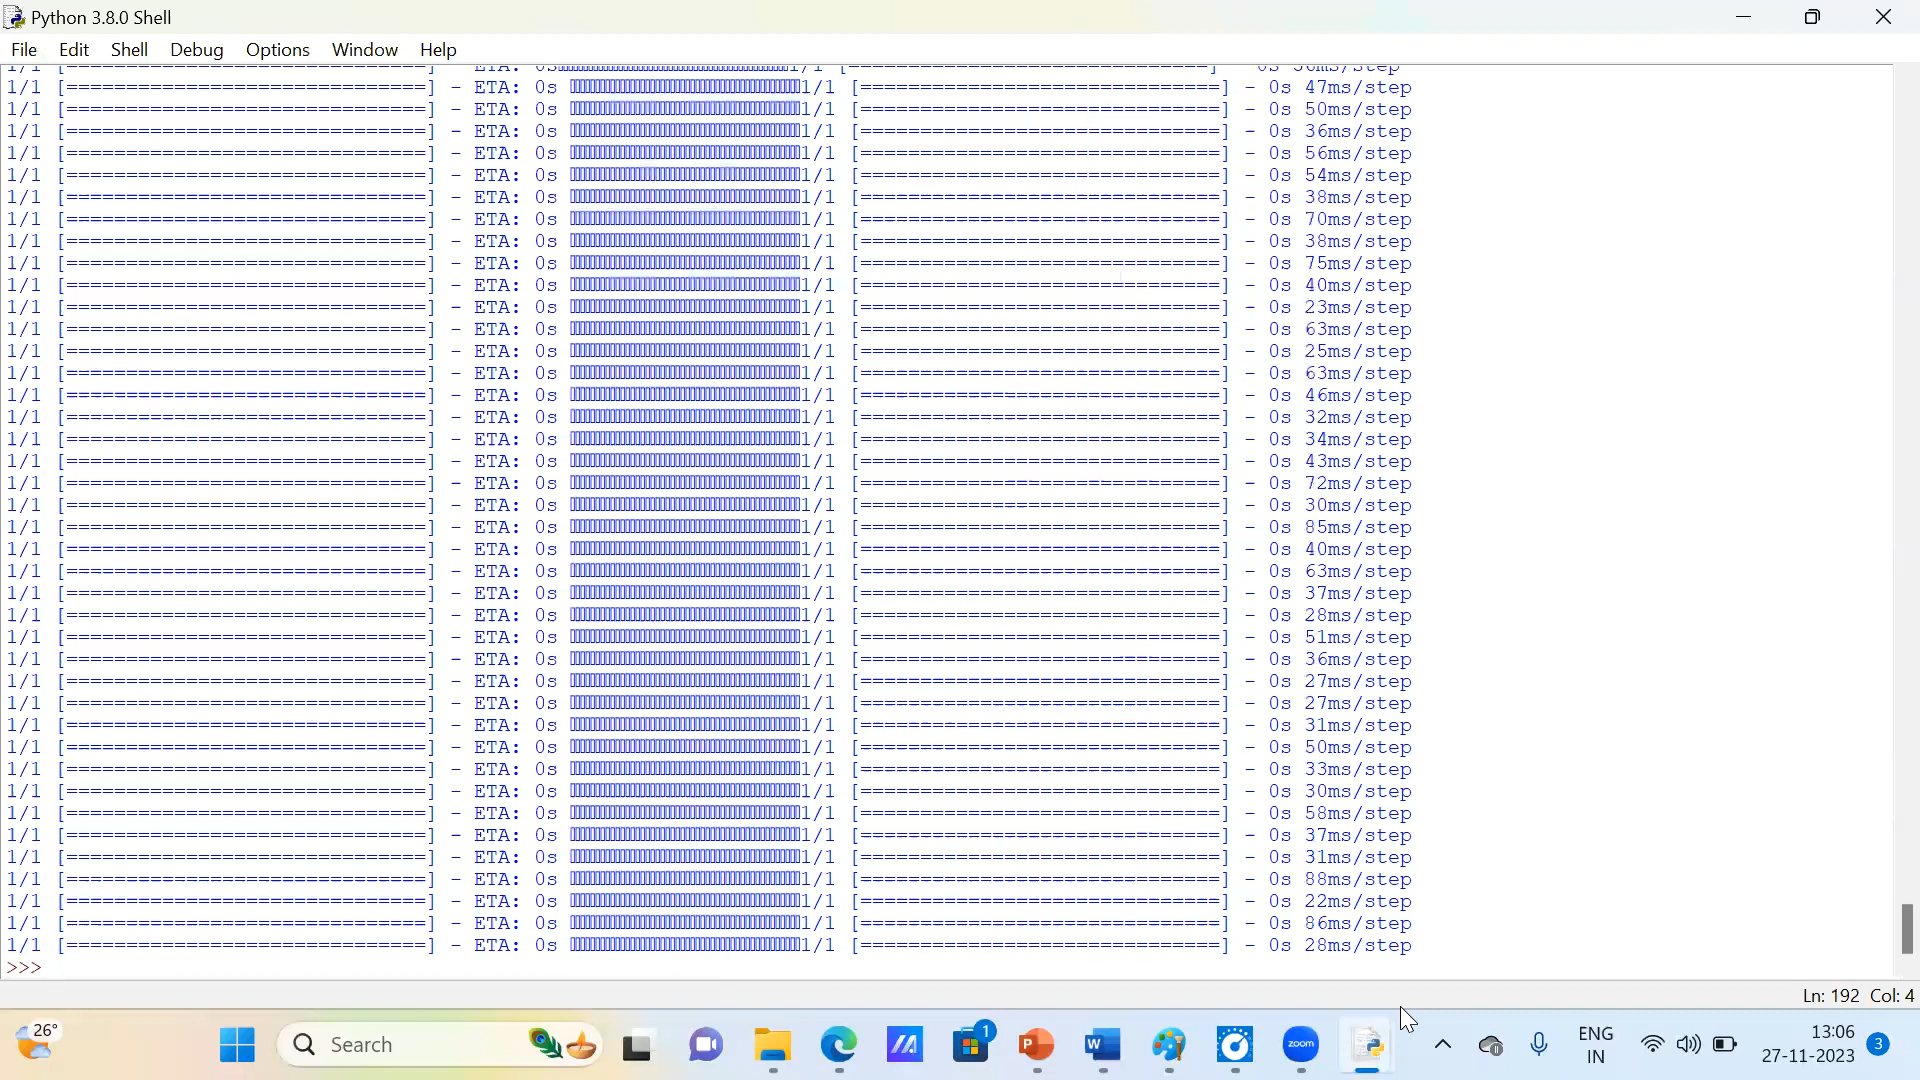 Python 3.8.0 Shell
File Edit Shell Debug Options Window Help
1/1 [==============================] - ETA: 0s 1/1 [==============================] - 0s 47ms/step
1/1 [==============================] - ETA: 0s 1/1 [==============================] - 0s 50ms/step
1/1 [==============================] - ETA: 0s 1/1 [==============================] - 0s 36ms/step
1/1 [==============================] - ETA: 0s 1/1 [==============================] - 0s 56ms/step
1/1 [==============================] - ETA: 0s 1/1 [==============================] - 0s 54ms/step
1/1 [==============================] - ETA: 0s 1/1 [==============================] - 0s 38ms/step
1/1 [==============================] - ETA: 0s 1/1 [==============================] - 0s 70ms/step
1/1 [==============================] - ETA: 0s 1/1 [==============================] - 0s 38ms/step
1/1 [==============================] - ETA: 0s 1/1 [==============================] - 0s 75ms/step
1/1 [==============================] - ETA: 0s 1/1 [==============================] - 0s 40ms/step
1/1 [==============================] - ETA: 0s 1/1 [==============================] - 0s 23ms/step
1/1 [==============================] - ETA: 0s 1/1 [==============================] - 0s 63ms/step
1/1 [==============================] - ETA: 0s 1/1 [==============================] - 0s 25ms/step
1/1 [==============================] - ETA: 0s 1/1 [==============================] - 0s 63ms/step
1/1 [==============================] - ETA: 0s 1/1 [==============================] - 0s 46ms/step
1/1 [==============================] - ETA: 0s 1/1 [==============================] - 0s 32ms/step
1/1 [==============================] - ETA: 0s 1/1 [==============================] - 0s 34ms/step
1/1 [==============================] - ETA: 0s 1/1 [==============================] - 0s 43ms/step
1/1 [==============================] - ETA: 0s 1/1 [==============================] - 0s 72ms/step
1/1 [==============================] - ETA: 0s 1/1 [==============================] - 0s 30ms/step
1/1 [==============================] - ETA: 0s 1/1 [==============================] - 0s 85ms/step
1/1 [==============================] - ETA: 0s 1/1 [==============================] - 0s 40ms/step
1/1 [==============================] - ETA: 0s 1/1 [==============================] - 0s 63ms/step
1/1 [==============================] - ETA: 0s 1/1 [==============================] - 0s 37ms/step
1/1 [==============================] - ETA: 0s 1/1 [==============================] - 0s 28ms/step
1/1 [==============================] - ETA: 0s 1/1 [==============================] - 0s 51ms/step
1/1 [==============================] - ETA: 0s 1/1 [==============================] - 0s 36ms/step
1/1 [==============================] - ETA: 0s 1/1 [==============================] - 0s 27ms/step
1/1 [==============================] - ETA: 0s 1/1 [==============================] - 0s 27ms/step
1/1 [==============================] - ETA: 0s 1/1 [==============================] - 0s 31ms/step
1/1 [==============================] - ETA: 0s 1/1 [==============================] - 0s 50ms/step
1/1 [==============================] - ETA: 0s 1/1 [==============================] - 0s 33ms/step
1/1 [==============================] - ETA: 0s 1/1 [==============================] - 0s 30ms/step
1/1 [==============================] - ETA: 0s 1/1 [==============================] - 0s 58ms/step
1/1 [==============================] - ETA: 0s 1/1 [==============================] - 0s 37ms/step
1/1 [==============================] - ETA: 0s 1/1 [==============================] - 0s 31ms/step
1/1 [==============================] - ETA: 0s 1/1 [==============================] - 0s 88ms/step
1/1 [==============================] - ETA: 0s 1/1 [==============================] - 0s 22ms/step
1/1 [==============================] - ETA: 0s 1/1 [==============================] - 0s 86ms/step
1/1 [==============================] - ETA: 0s 1/1 [==============================] - 0s 28ms/step
>>>
Ln: 192 Col: 4
26°
Search
1
P
W
zoom
ENG
IN
13:06
27-11-2023
3